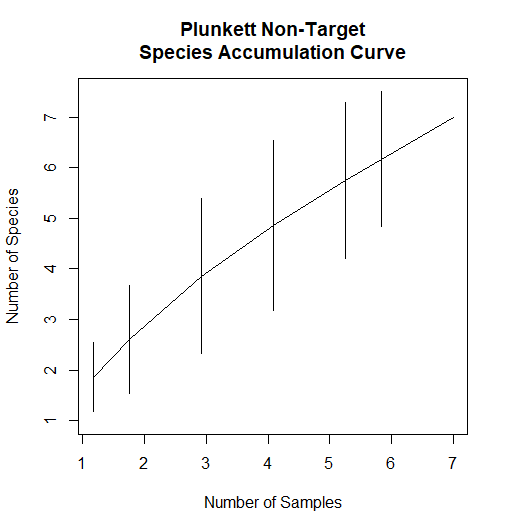 Plunkett Non-Target
Species Accumulation Curve
Number of Species
7
6
5
4
3
2
1
1 2 3 4 5 6 7
Number of Samples